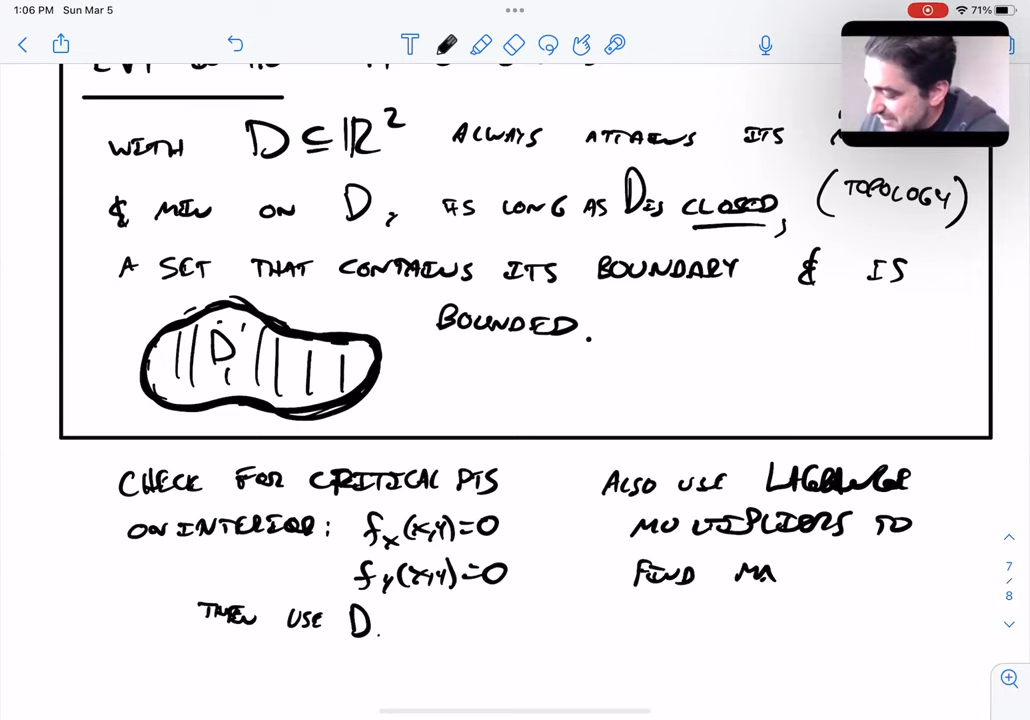 1:06 PM Sun Mar 5
71%
WITH D ⊆ ℝ² ALWAYS ATTAINS ITS
& MIN ON D, AS LONG AS D IS CLOSED, (TOPOLOGY)
A SET THAT CONTAINS ITS BOUNDARY & IS
BOUNDED.
D
CHECK FOR CRITICAL PTS
ON INTERIOR: fx(x,y)=0
fy(x,y)=0
THEN USE D.
ALSO USE LAGRANGE
MULTIPLIERS TO
FIND MA
7
/
8